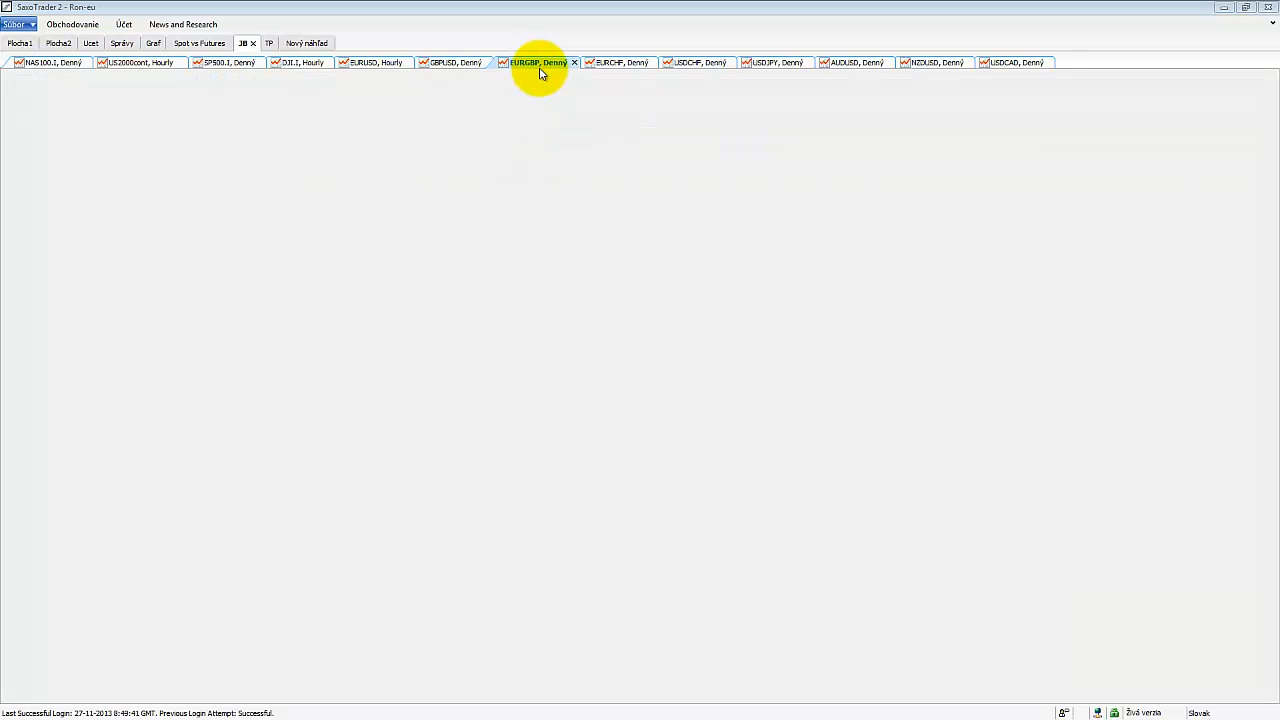 SaxoTrader 2 - Ron-eu
Súbor Obchodovanie Účet News and Research
Plocha1 Plocha2 Ucet Správy Graf Spot vs Futures JB TP Nový náhľad
NAS100.I, Denný US2000cont, Hourly SP500.I, Denný DJI.I, Hourly EURUSD, Hourly GBPUSD, Denný EURGBP, Denný EURCHF, Denný USDCHF, Denný USDJPY, Denný AUDUSD, Denný NZDUSD, Denný USDCAD, Denný
Last Successful Login: 27-11-2013 8:49:41 GMT. Previous Login Attempt: Successful. Živá verzia Slovak